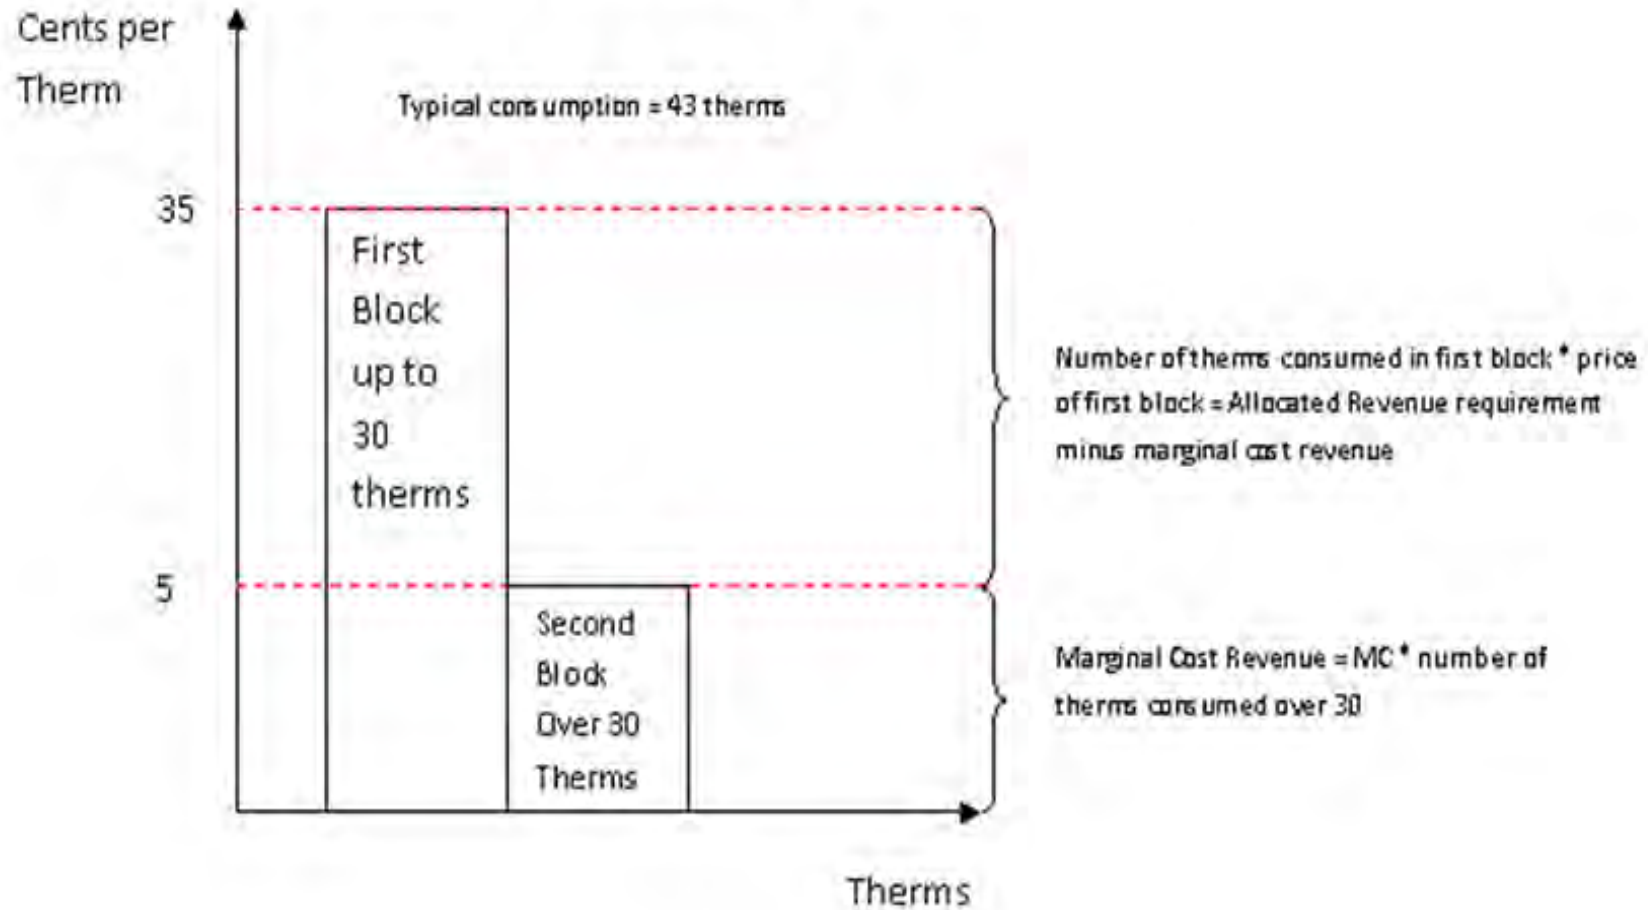 Cents per
Therm
Typical consumption = 43 therms
35
First
Block
up to
30
therms
Number of therms consumed in first block * price
of first block = Allocated Revenue requirement
minus marginal cost revenue
5
Second
Block
Over 30
Therms
Marginal Cost Revenue = MC * number of
therms consumed over 30
Therms